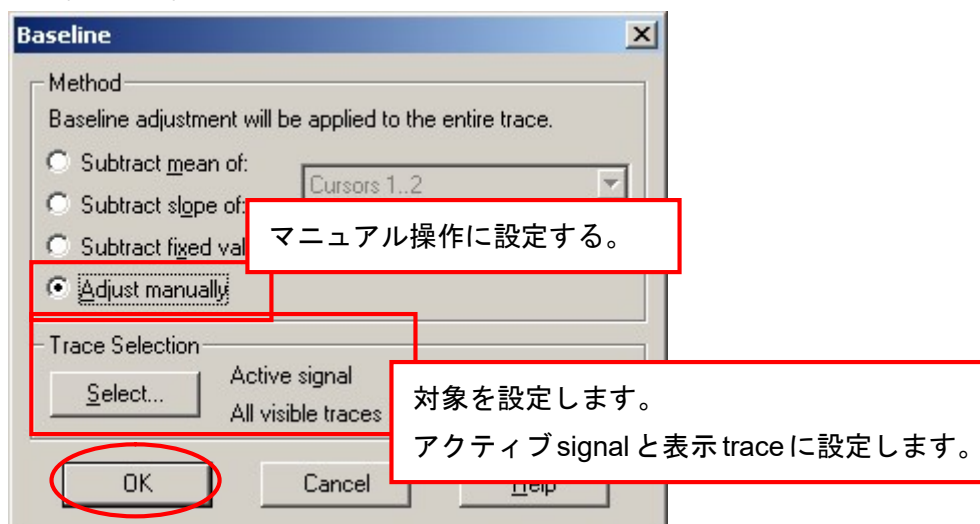 Baseline
Method
Baseline adjustment will be applied to the entire trace.
Subtract mean of:
Cursors 1..2
Subtract slope of:
マニュアル操作に設定する。
Subtract fixed val
Adjust manually
Trace Selection
Select...
Active signal
All visible traces
対象を設定します。
アクティブsignalと表示traceに設定します。
OK
Cancel
Help